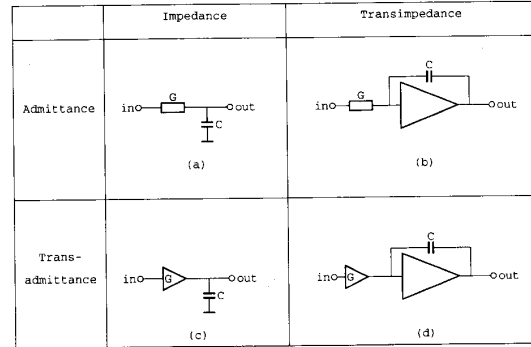 Impedance
Transimpedance
Admittance
in
G
C
out
(a)
in
G
C
out
(b)
Trans-
admittance
in
G
C
out
(c)
in
G
C
out
(d)